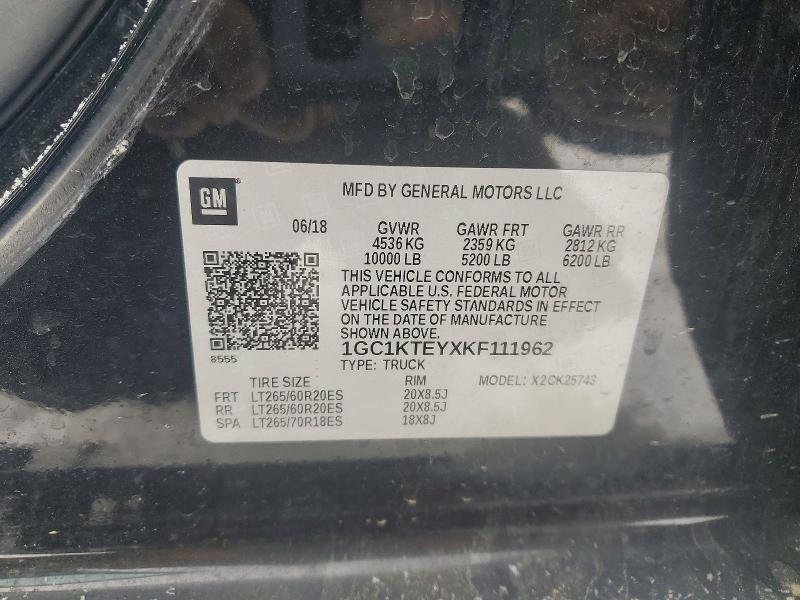 GM
MFD BY GENERAL MOTORS LLC
06/18 GVWR GAWR FRT GAWR RR
4536 KG 2359 KG 2812 KG
10000 LB 5200 LB 6200 LB
THIS VEHICLE CONFORMS TO ALL
APPLICABLE U.S. FEDERAL MOTOR
VEHICLE SAFETY STANDARDS IN EFFECT
ON THE DATE OF MANUFACTURE
SHOWN ABOVE.
8555
1GC1KTEYXKF111962
TYPE: TRUCK
TIRE SIZE RIM MODEL: X2CK25743
FRT LT265/60R20ES 20X8.5J
RR LT265/60R20ES 20X8.5J
SPA LT265/70R18ES 18X8J